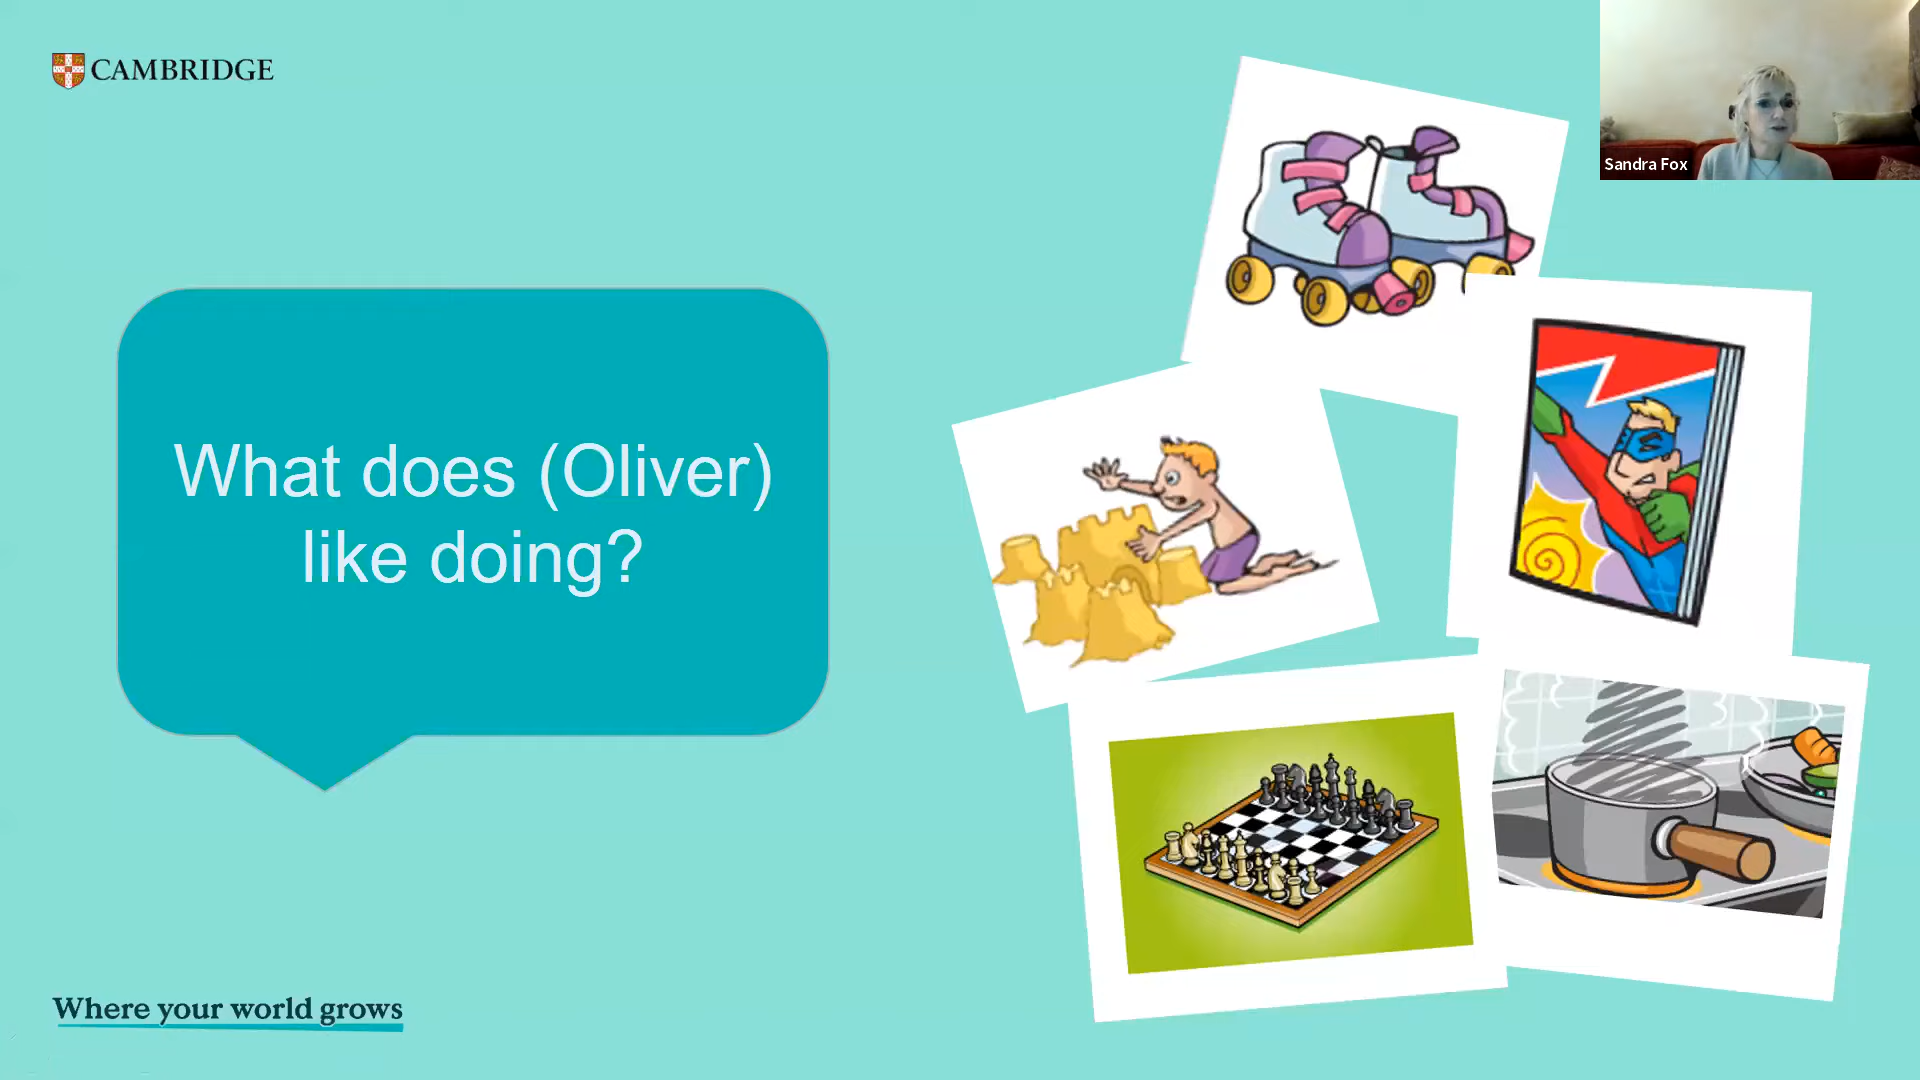 CAMBRIDGE
Sandra Fox
What does (Oliver)
like doing?
Where your world grows